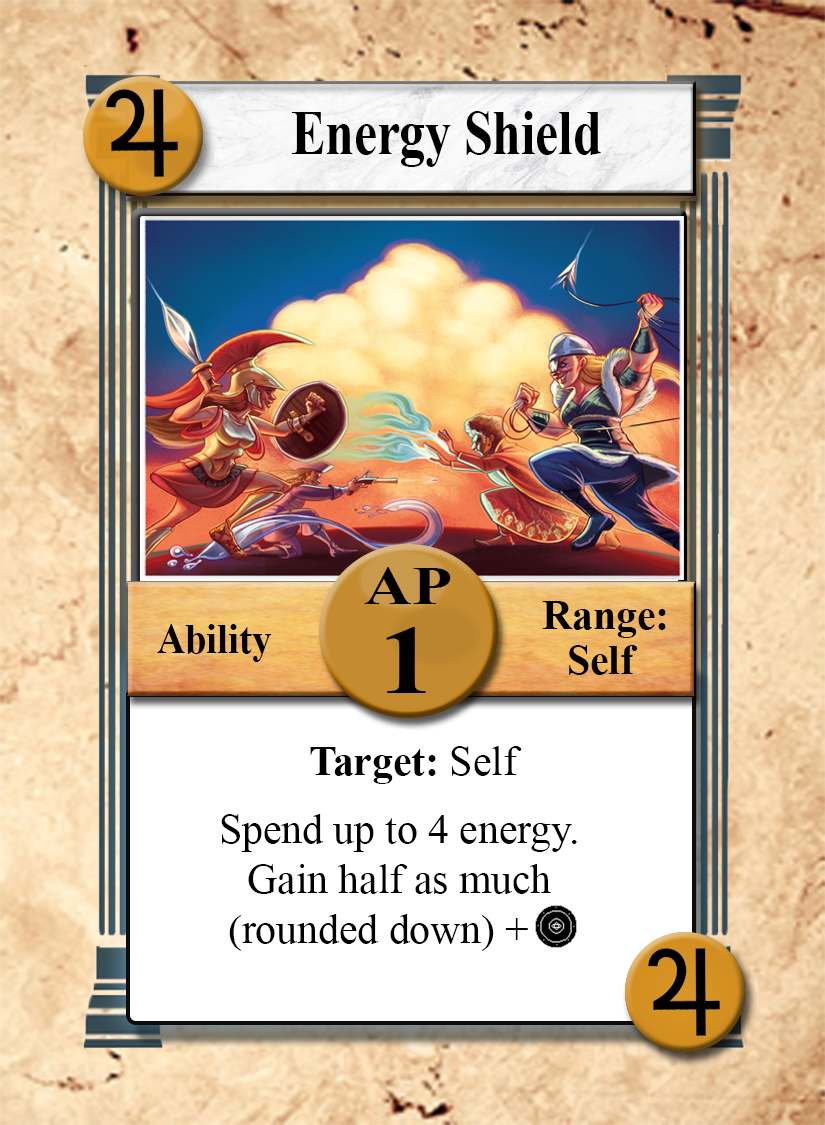 ♃
Energy Shield
Ability
AP
1
Range:
Self
Target: Self
Spend up to 4 energy.
Gain half as much
(rounded down) +
♃